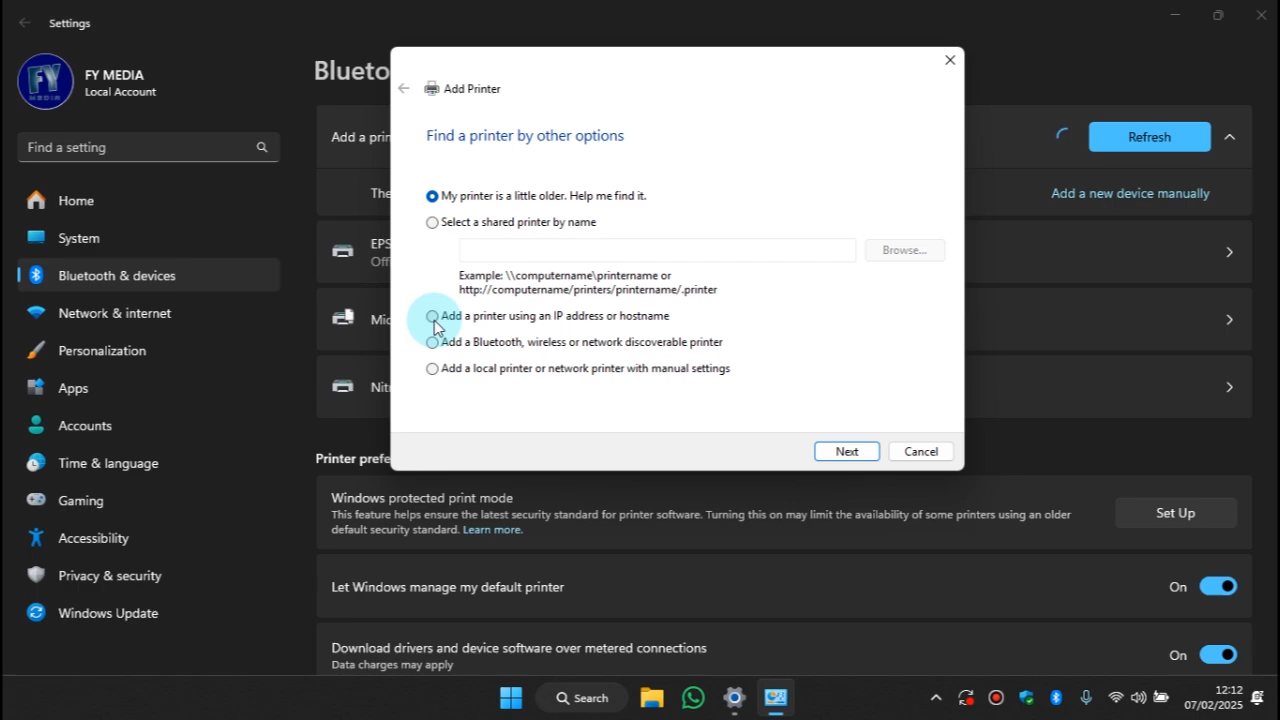 Settings
FY
MEDIA
FY MEDIA
Local Account
Find a setting
Home
System
Bluetooth & devices
Network & internet
Personalization
Apps
Accounts
Time & language
Gaming
Accessibility
Privacy & security
Windows Update
Blueto
Add a prin
Refresh
The
Add a new device manually
EPS
Off
Mic
Nitr
Add Printer
Find a printer by other options
My printer is a little older. Help me find it.
Select a shared printer by name
Browse...
Example: \\computername\printername or
http://computername/printers/printername/.printer
Add a printer using an IP address or hostname
Add a Bluetooth, wireless or network discoverable printer
Add a local printer or network printer with manual settings
Next
Cancel
Printer prefe
Windows protected print mode
This feature helps ensure the latest security standard for printer software. Turning this on may limit the availability of some printers using an older
default security standard. Learn more.
Set Up
Let Windows manage my default printer
On
Download drivers and device software over metered connections
Data charges may apply
On
Search
12:12
07/02/2025